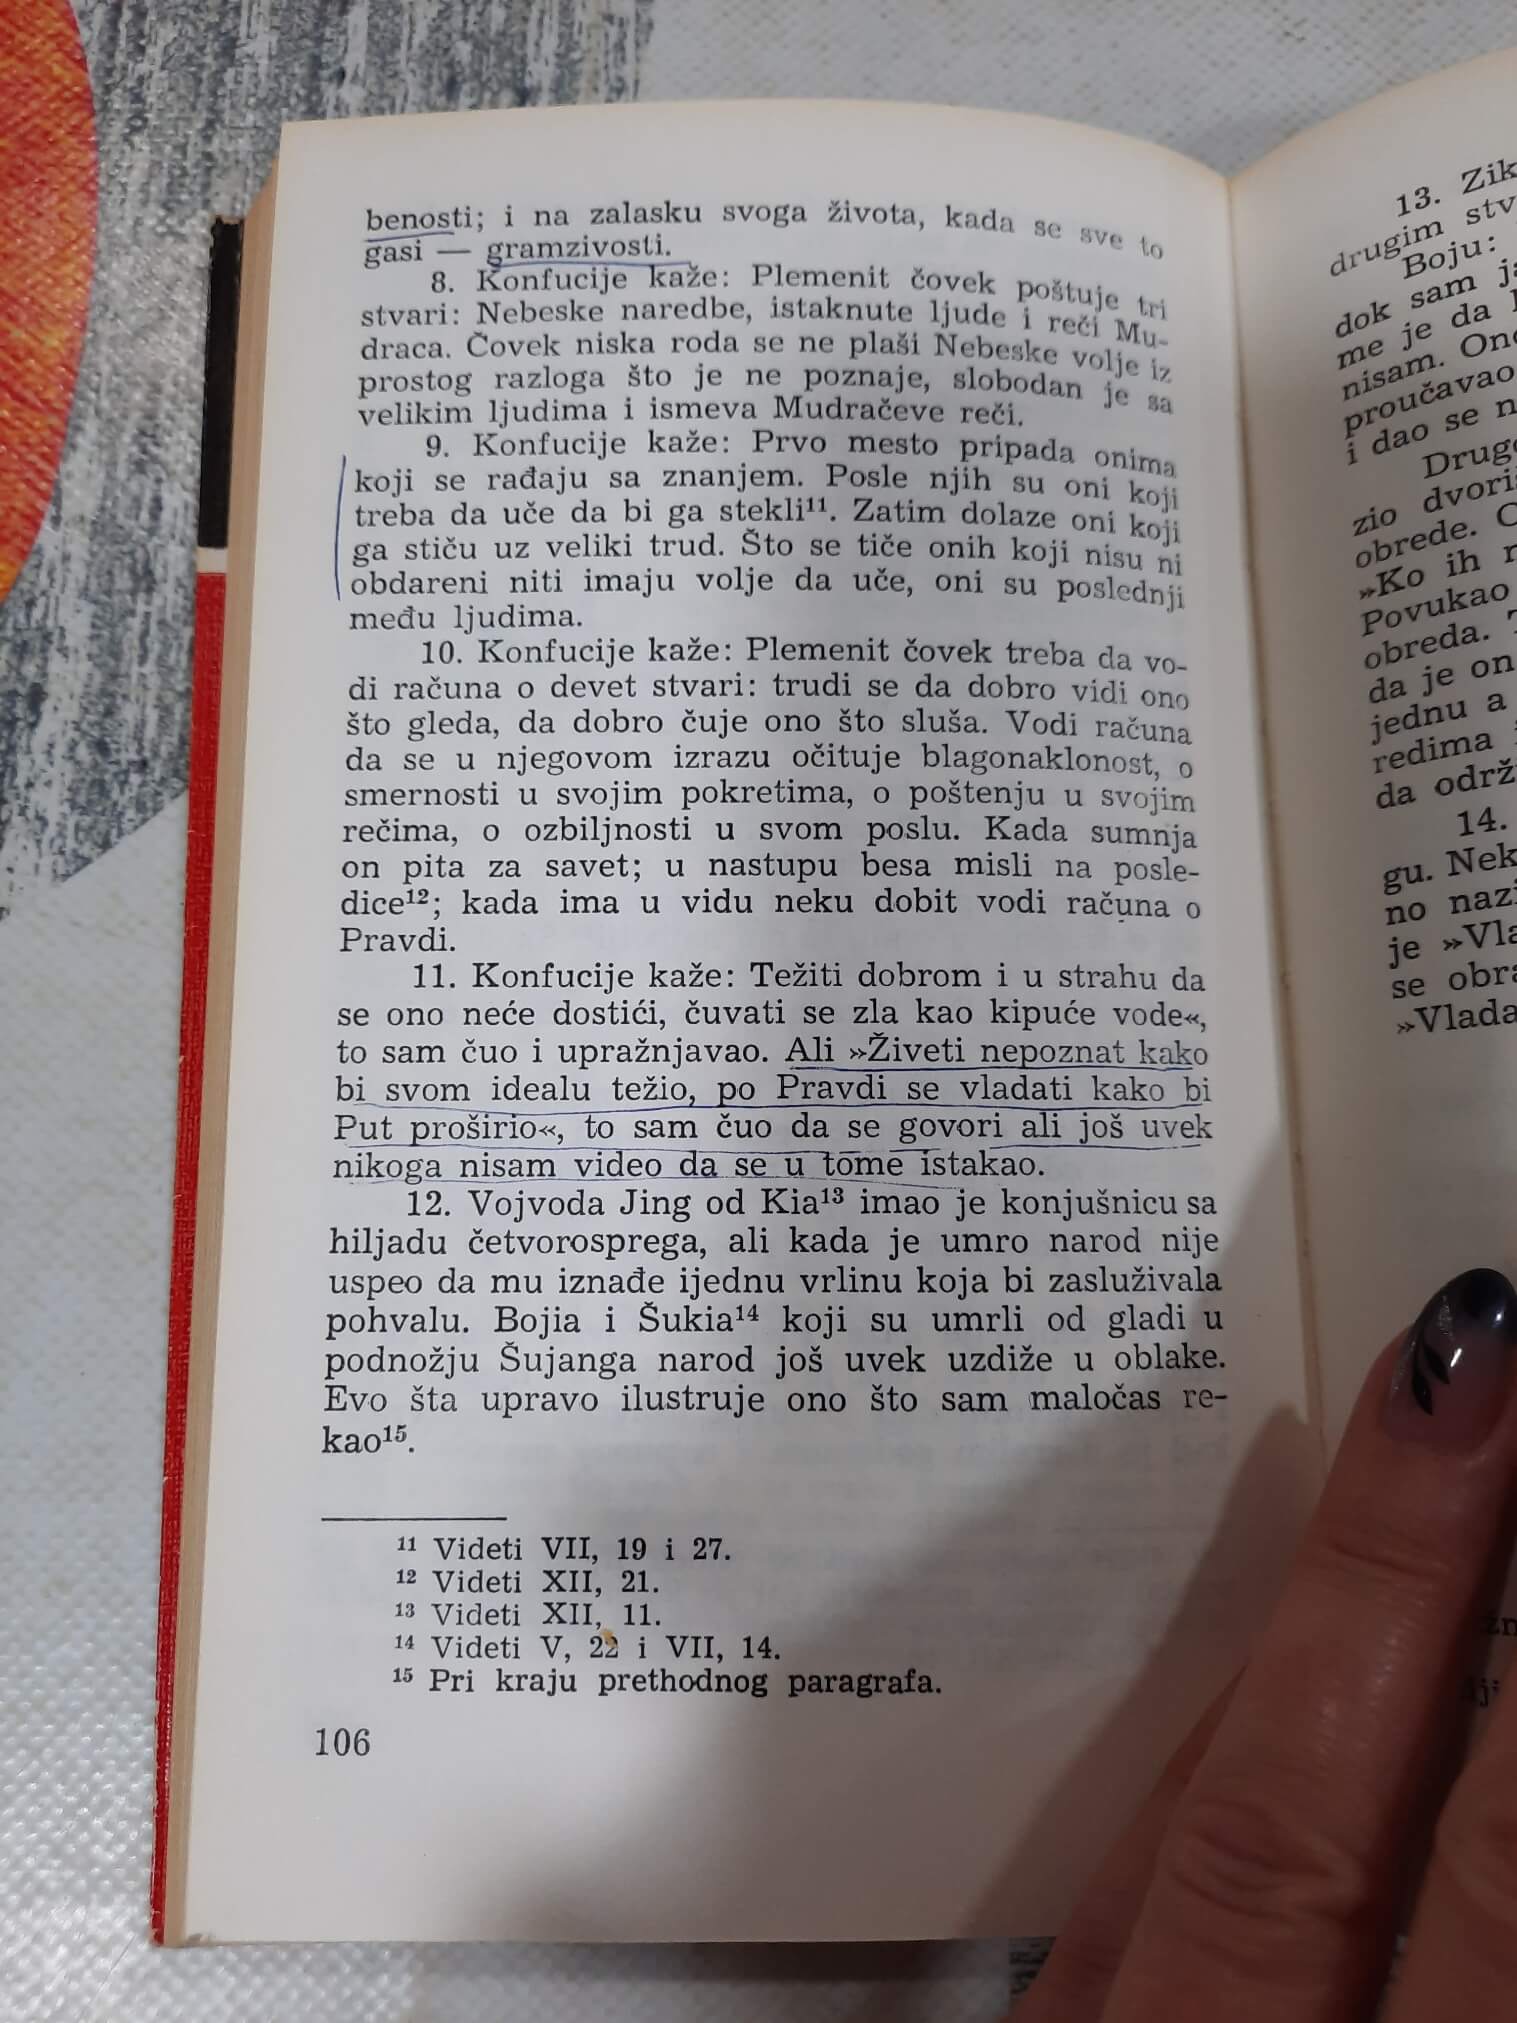 benosti; i na zalasku svoga života, kada se sve to
gasi — gramzivosti.
8. Konfucije kaže: Plemenit čovek poštuje tri
stvari: Nebeske naredbe, istaknute ljude i reči Mu-
draca. Čovek niska roda se ne plaši Nebeske volje iz
prostog razloga što je ne poznaje, slobodan je sa
velikim ljudima i ismeva Mudračeve reči.
9. Konfucije kaže: Prvo mesto pripada onima
koji se rađaju sa znanjem. Posle njih su oni koji
treba da uče da bi ga stekli¹¹. Zatim dolaze oni koji
ga stiču uz veliki trud. Što se tiče onih koji nisu ni
obdareni niti imaju volje da uče, oni su poslednji
među ljudima.
10. Konfucije kaže: Plemenit čovek treba da vo-
di računa o devet stvari: trudi se da dobro vidi ono
što gleda, da dobro čuje ono što sluša. Vodi računa
da se u njegovom izrazu očituje blagonaklonost, o
smernosti u svojim pokretima, o poštenju u svojim
rečima, o ozbiljnosti u svom poslu. Kada sumnja
on pita za savet; u nastupu besa misli na posle-
dice¹²; kada ima u vidu neku dobit vodi računa o
Pravdi.
11. Konfucije kaže: Težiti dobrom i u strahu da
se ono neće dostići, čuvati se zla kao kipuće vode«,
to sam čuo i upražnjavao. Ali »Živeti nepoznat kako
bi svom idealu težio, po Pravdi se vladati kako bi
Put proširio«, to sam čuo da se govori ali još uvek
nikoga nisam video da se u tome istakao.
12. Vojvoda Jing od Kia¹³ imao je konjušnicu sa
hiljadu četvorosprega, ali kada je umro narod nije
uspeo da mu iznađe ijednu vrlinu koja bi zasluživala
pohvalu. Bojia i Šukia¹⁴ koji su umrli od gladi u
podnožju Šujanga narod još uvek uzdiže u oblake.
Evo šta upravo ilustruje ono što sam maločas re-
kao¹⁵.
¹¹ Videti VII, 19 i 27.
¹² Videti XII, 21.
¹³ Videti XII, 11.
¹⁴ Videti V, 22 i VII, 14.
¹⁵ Pri kraju prethodnog paragrafa.
106
13.
drugim
Boju:
dok sam
me je da
nisam.
proučavao
i dao se
zio
obrede.
»Ko ih
Povukao
obreda.
da je on
jednu a
redima
da
14.
gu.
no
je
se